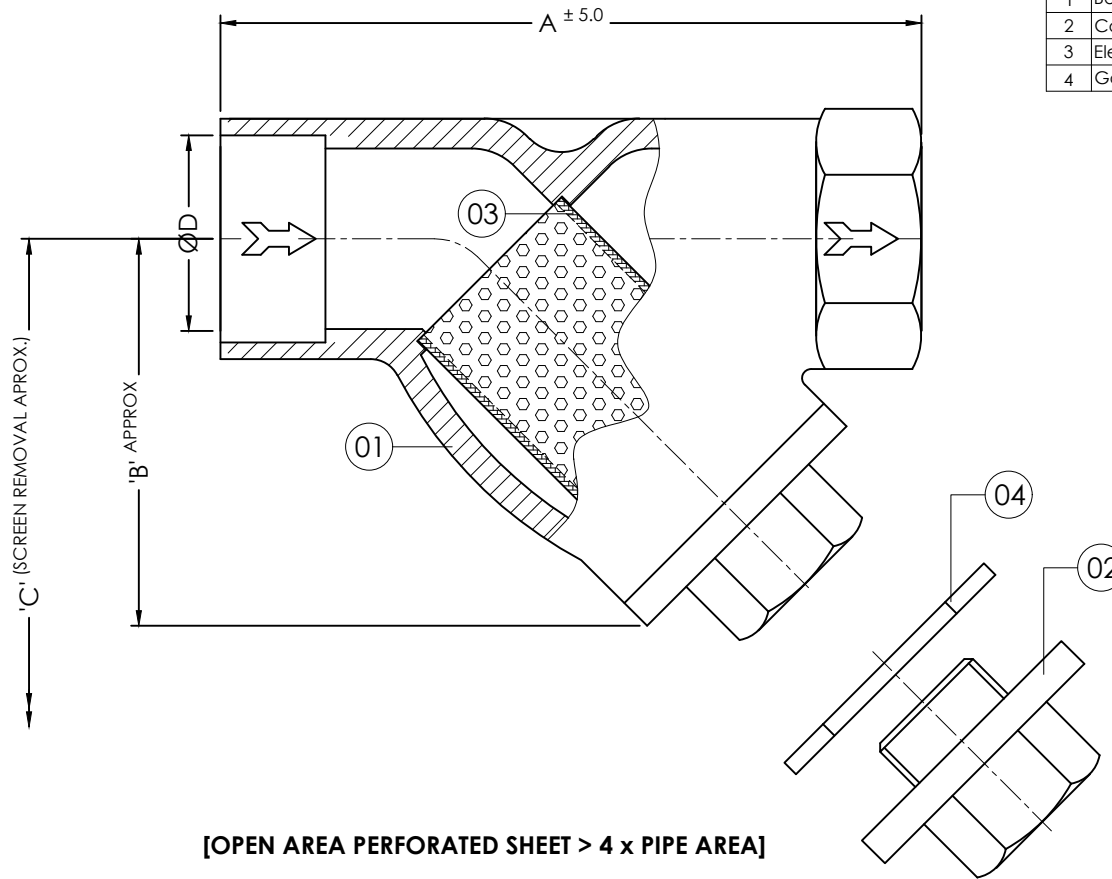 A ± 5.0
1
2
3
4
03
ØD
'B' APPROX
'C' (SCREEN REMOVAL APROX.)
01
04
02
[OPEN AREA PERFORATED SHEET > 4 x PIPE AREA]